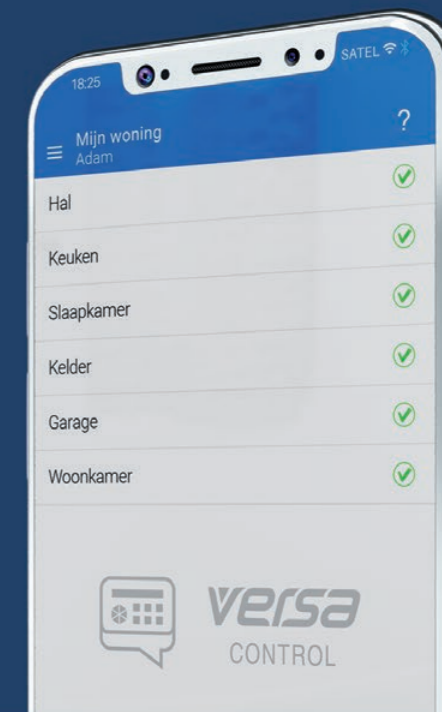 18:25
SATEL
Mijn woning
?
Adam
Hal
Keuken
Slaapkamer
Kelder
Garage
Woonkamer
versa
CONTROL